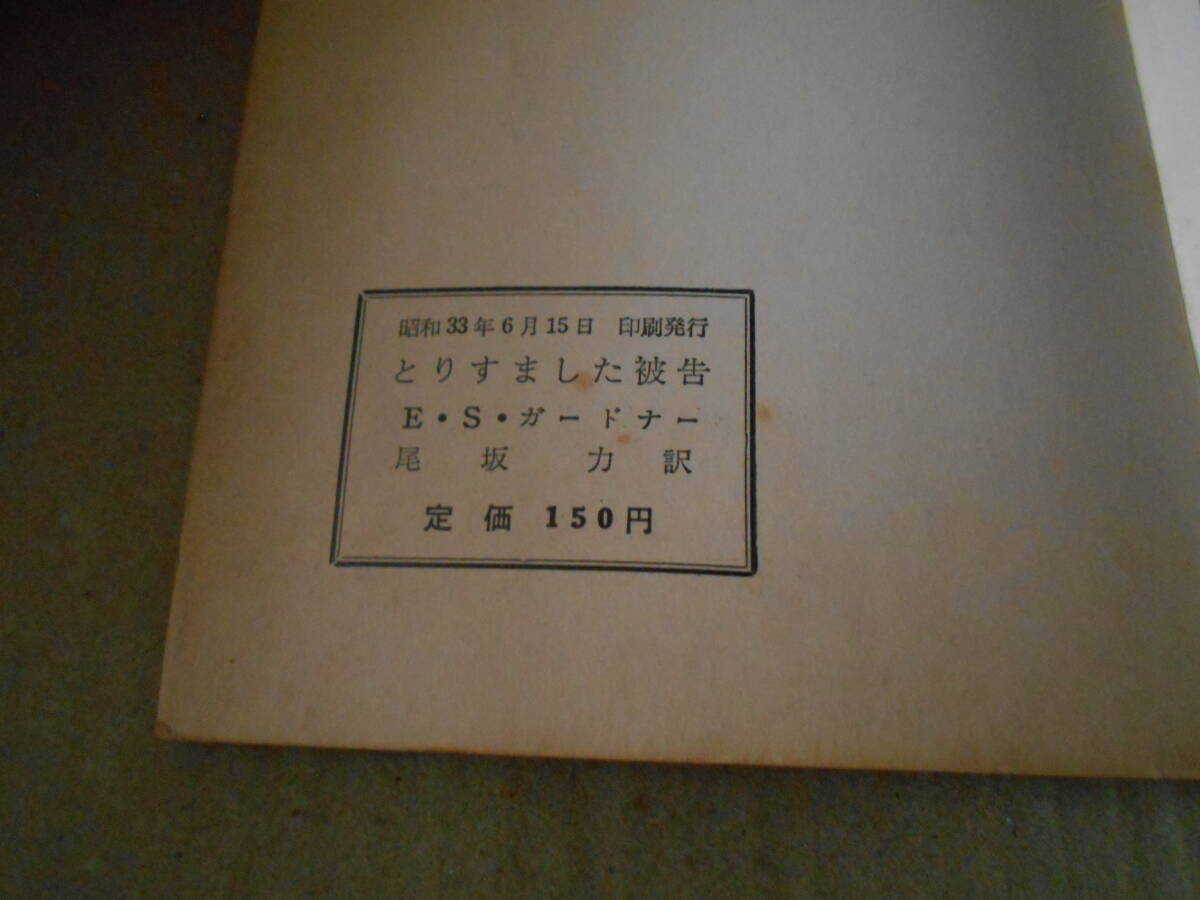 昭和33年6月15日 印刷発行
とりすました被告
E・S・ガードナー
尾坂 力訳
定価 150円